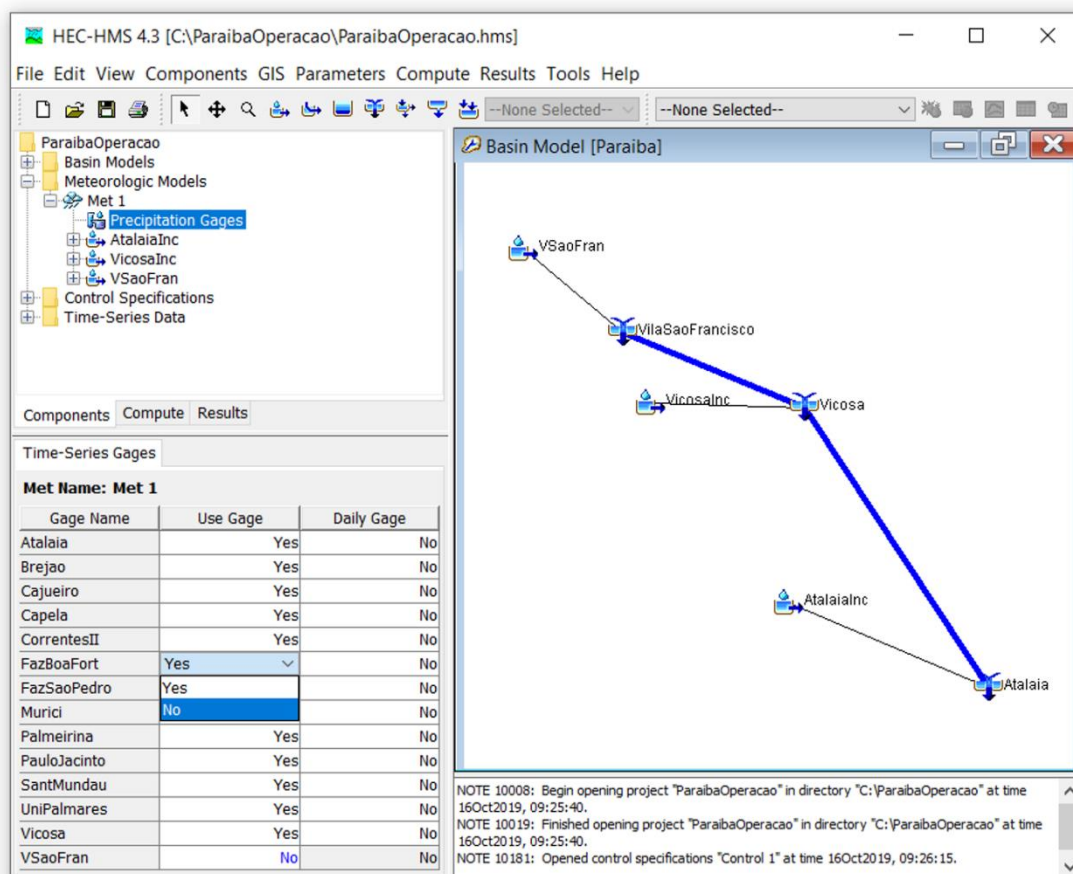 HEC-HMS 4.3 [C:\ParaibaOperacao\ParaibaOperacao.hms]
File Edit View Components GIS Parameters Compute Results Tools Help
--None Selected-- --None Selected--
ParaibaOperacao
Basin Models
Meteorologic Models
Met 1
Precipitation Gages
AtalaiaInc
VicosaInc
VSaoFran
Control Specifications
Time-Series Data
Components Compute Results
Time-Series Gages
Met Name: Met 1
Gage Name Use Gage Daily Gage
Atalaia Yes No
Brejao Yes No
Cajueiro Yes No
Capela Yes No
CorrentesII Yes No
FazBoaFort Yes No
FazSaoPedro Yes No
Murici No No
Palmeirina Yes No
PauloJacinto Yes No
SantMundau Yes No
UniPalmares Yes No
Vicosa Yes No
VSaoFran No No
Basin Model [Paraiba]
VSaoFran
VilaSaoFrancisco
VicosaInc
Vicosa
AtalaiaInc
Atalaia
NOTE 10008: Begin opening project "ParaibaOperacao" in directory "C:\ParaibaOperacao" at time
16Oct2019, 09:25:40.
NOTE 10019: Finished opening project "ParaibaOperacao" in directory "C:\ParaibaOperacao" at time
16Oct2019, 09:25:40.
NOTE 10181: Opened control specifications "Control 1" at time 16Oct2019, 09:26:15.